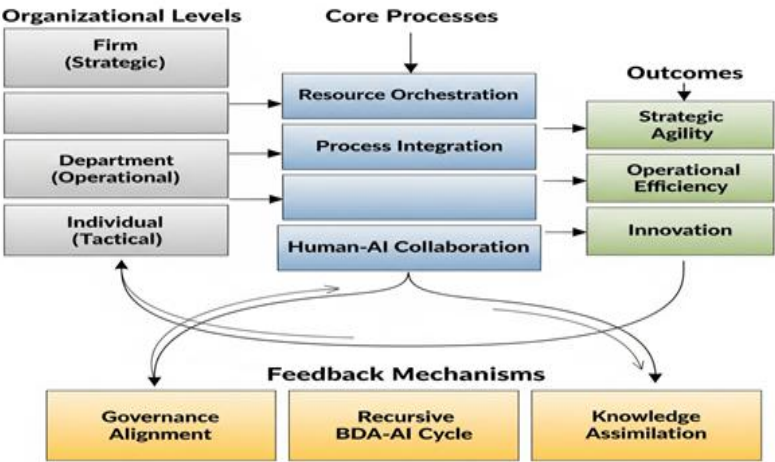 Organizational Levels
Firm
(Strategic)
Department
(Operational)
Individual
(Tactical)
Core Processes
Resource Orchestration
Process Integration
Human-AI Collaboration
Outcomes
Strategic
Agility
Operational
Efficiency
Innovation
Feedback Mechanisms
Governance
Alignment
Recursive
BDA-AI Cycle
Knowledge
Assimilation